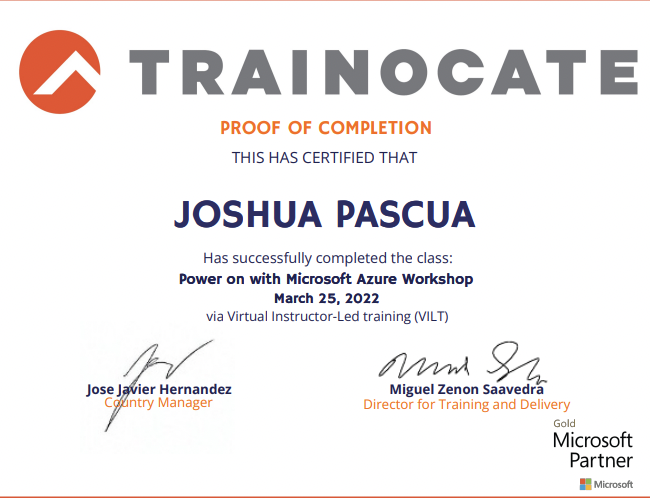 TRAINOCATE
PROOF OF COMPLETION
THIS HAS CERTIFIED THAT
JOSHUA PASCUA
Has successfully completed the class:
Power on with Microsoft Azure Workshop
March 25, 2022
via Virtual Instructor-Led training (VILT)
Jose Javier Hernandez
Country Manager
Miguel Zenon Saavedra
Director for Training and Delivery
Gold
Microsoft
Partner
Microsoft